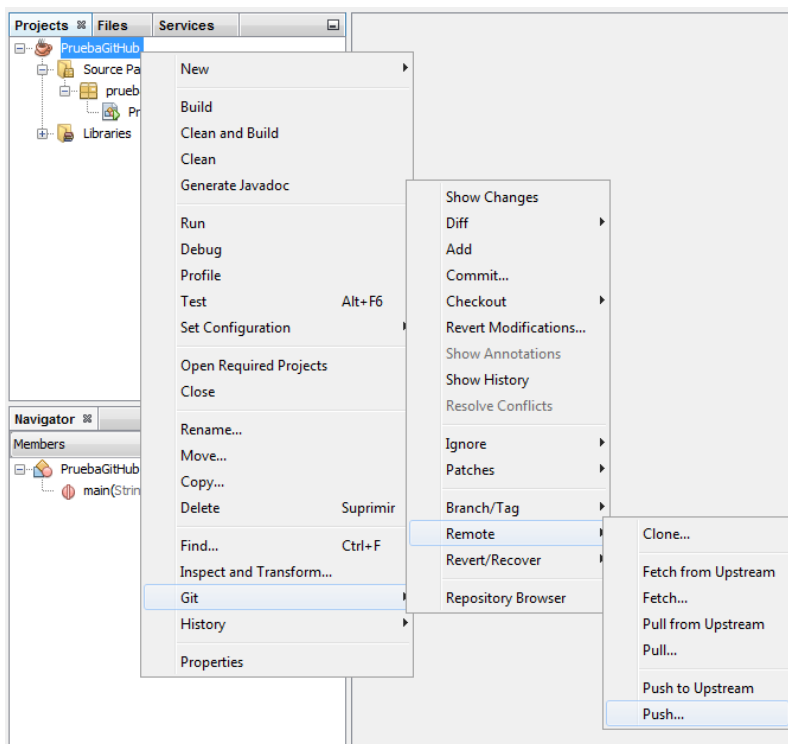 Projects Files Services
PruebaGitHub
Source Pa
prueb
Pr
Libraries
New
Build
Clean and Build
Clean
Generate Javadoc
Run
Debug
Profile
Test Alt+F6
Set Configuration
Open Required Projects
Close
Rename...
Move...
Copy...
Delete Suprimir
Find... Ctrl+F
Inspect and Transform...
Git
History
Properties
Show Changes
Diff
Add
Commit...
Checkout
Revert Modifications...
Show Annotations
Show History
Resolve Conflicts
Ignore
Patches
Branch/Tag
Remote
Revert/Recover
Repository Browser
Clone...
Fetch from Upstream
Fetch...
Pull from Upstream
Pull...
Push to Upstream
Push...
Navigator
Members
PruebaGitHub
main(Strin